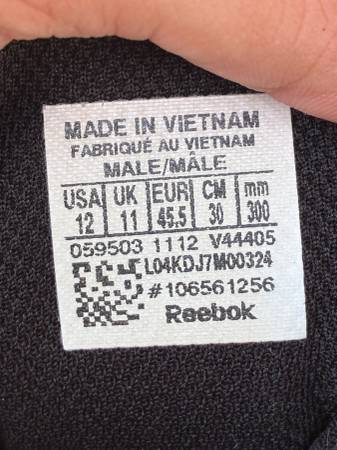 MADE IN VIETNAM
FABRIQUÉ AU VIETNAM
MALE/MÂLE
USA UK EUR CM mm
12 11 45.5 30 300
059503 1112 V44405
L04KDJ7M00324
#106561256
Reebok